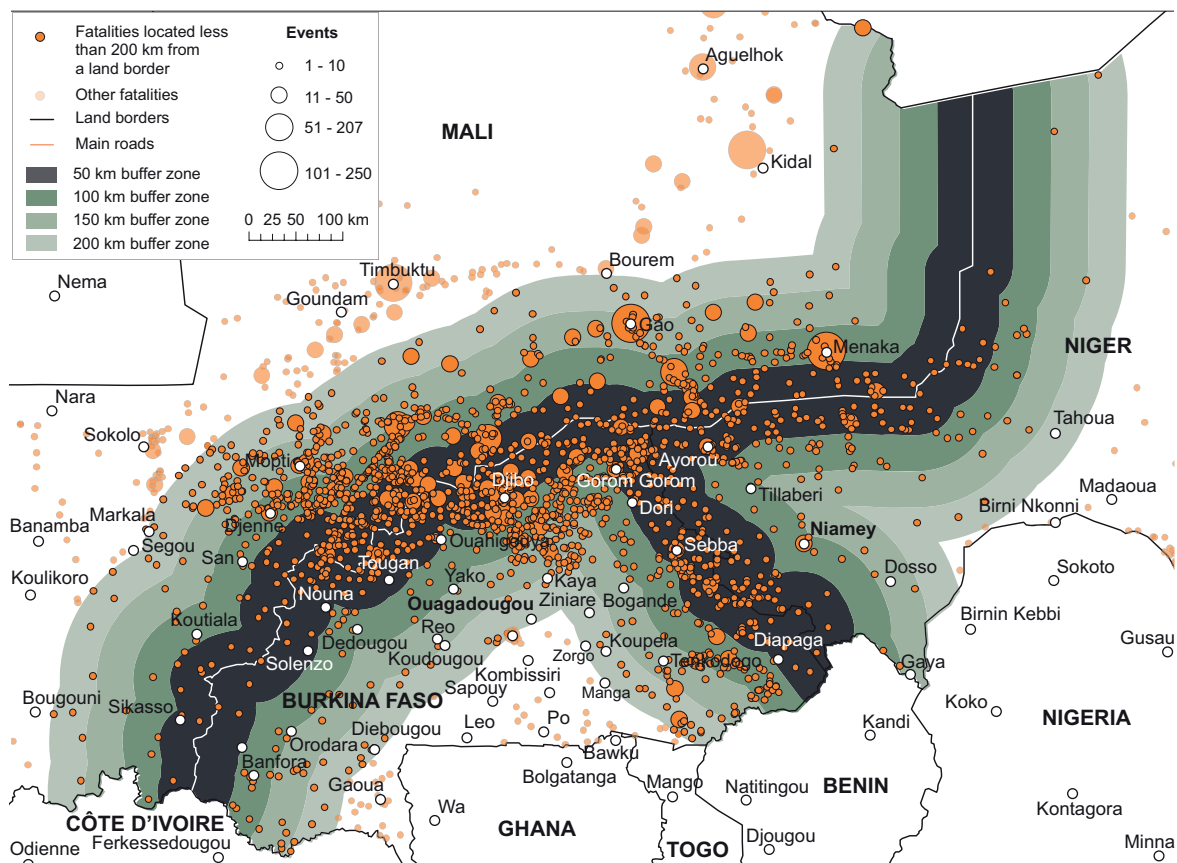 Fatalities located less
than 200 km from
a land border
Other fatalities
Land borders
Main roads
50 km buffer zone
100 km buffer zone
150 km buffer zone
200 km buffer zone
Events
1 - 10
11 - 50
51 - 207
101 - 250
0 25 50 100 km
Aguelhok
MALI
Kidal
Bourem
Timbuktu
Nema
Goundam
Gao
Menaka
NIGER
Nara
Tahoua
Sokolo
Mopti
Ayorou
Gorom Gorom
Djibo
Tillaberi
Madaoua
Dori
Birni Nkonni
Markala
Djenne
Banamba
Niamey
Segou
Ouahigouya
San
Sebba
Tougan
Dosso
Sokoto
Koulikoro
Yako
Kaya
Nouna
Ouagadougou
Ziniare
Bogande
Birnin Kebbi
Koutiala
Dedougou
Reo
Koupela
Gusau
Solenzo
Koudougou
Zorgo
Tenkodogo
Diapaga
Kombissiri
Gaya
Bougouni
Sapouy
Manga
BURKINA FASO
Sikasso
Koko
NIGERIA
Diebougou
Leo
Po
Kandi
Orodara
Bawku
Banfora
Bolgatanga
Mango
Natitingou
BENIN
Gaoua
Wa
Kontagora
CÔTE D'IVOIRE
GHANA
Djougou
Odienne
Ferkessedougou
TOGO
Minna